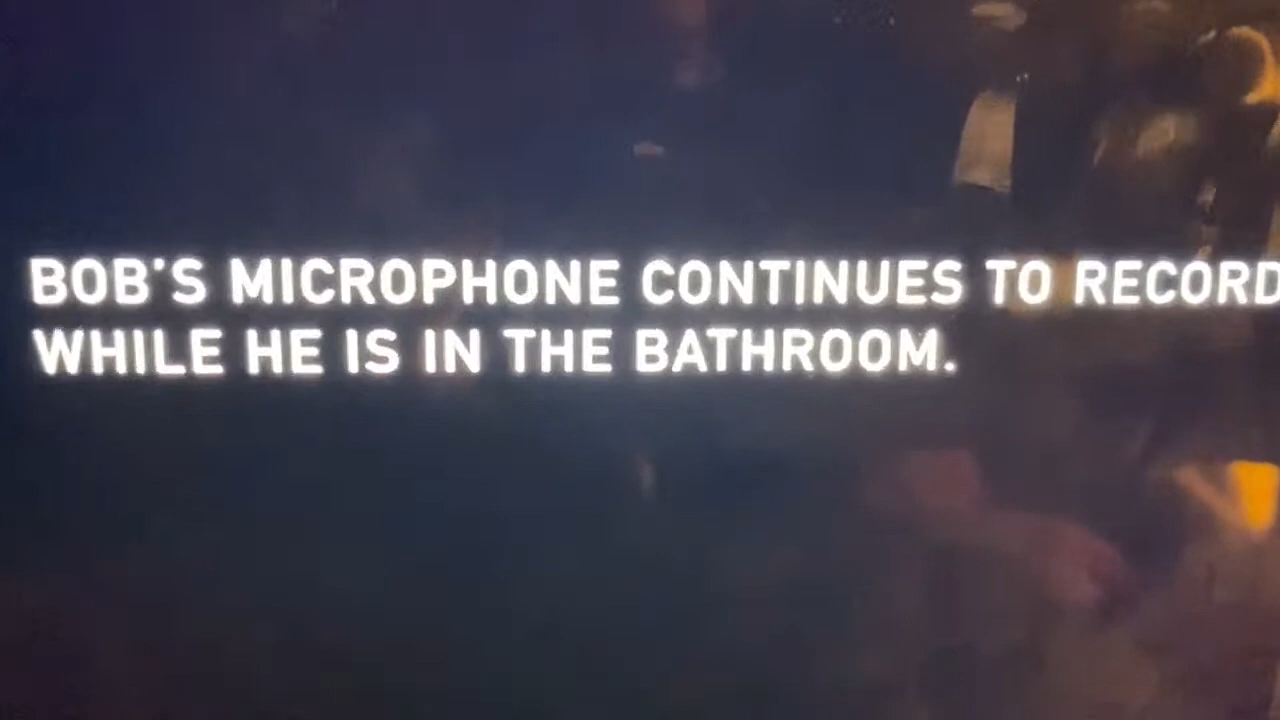 BOB'S MICROPHONE CONTINUES TO RECORD
WHILE HE IS IN THE BATHROOM.